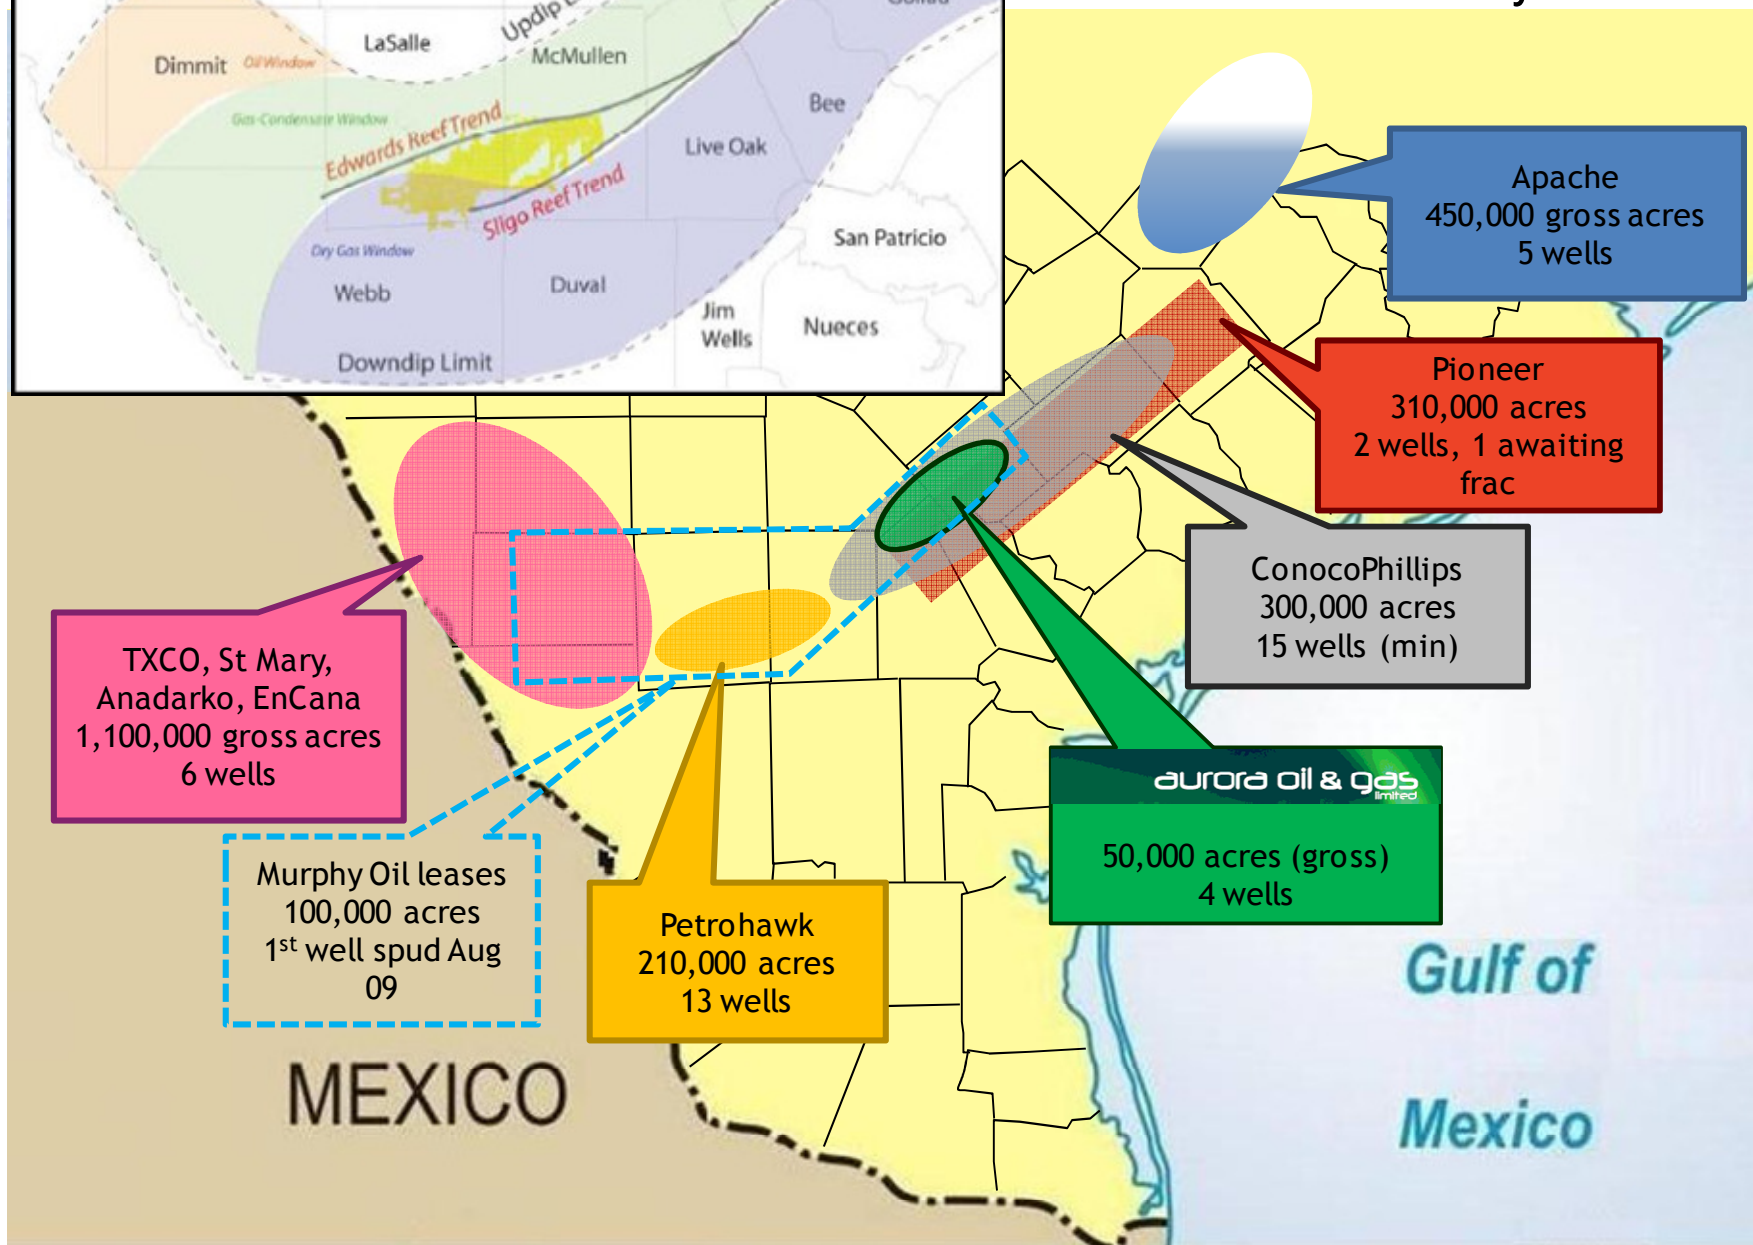 Updip
LaSalle
McMullen
Dimmit
Oil Window
Bee
Gas-Condensate Window
Edwards Reef Trend
Live Oak
Sligo Reef Trend
San Patricio
Dry Gas Window
Webb
Duval
Jim
Wells
Nueces
Downdip Limit
Apache
450,000 gross acres
5 wells
Pioneer
310,000 acres
2 wells, 1 awaiting
frac
ConocoPhillips
300,000 acres
15 wells (min)
TXCO, St Mary,
Anadarko, EnCana
1,100,000 gross acres
6 wells
aurora oil & gas
limited
50,000 acres (gross)
4 wells
Murphy Oil leases
100,000 acres
1st well spud Aug
09
Petrohawk
210,000 acres
13 wells
Gulf of
Mexico
MEXICO